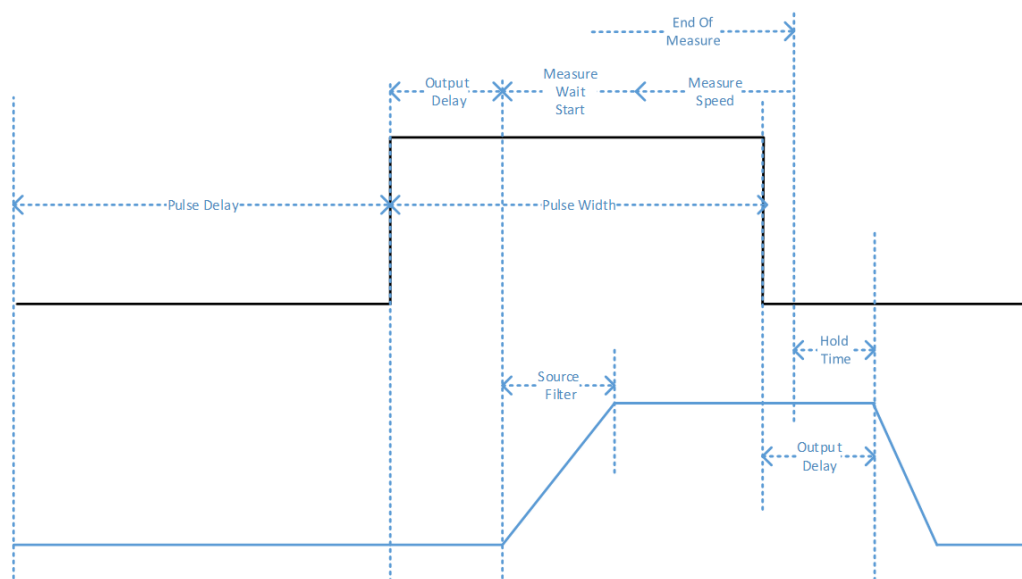 End Of
Measure
Output
Delay
Measure
Wait
Start
Measure
Speed
Pulse Delay
Pulse Width
Hold
Time
Source
Filter
Output
Delay